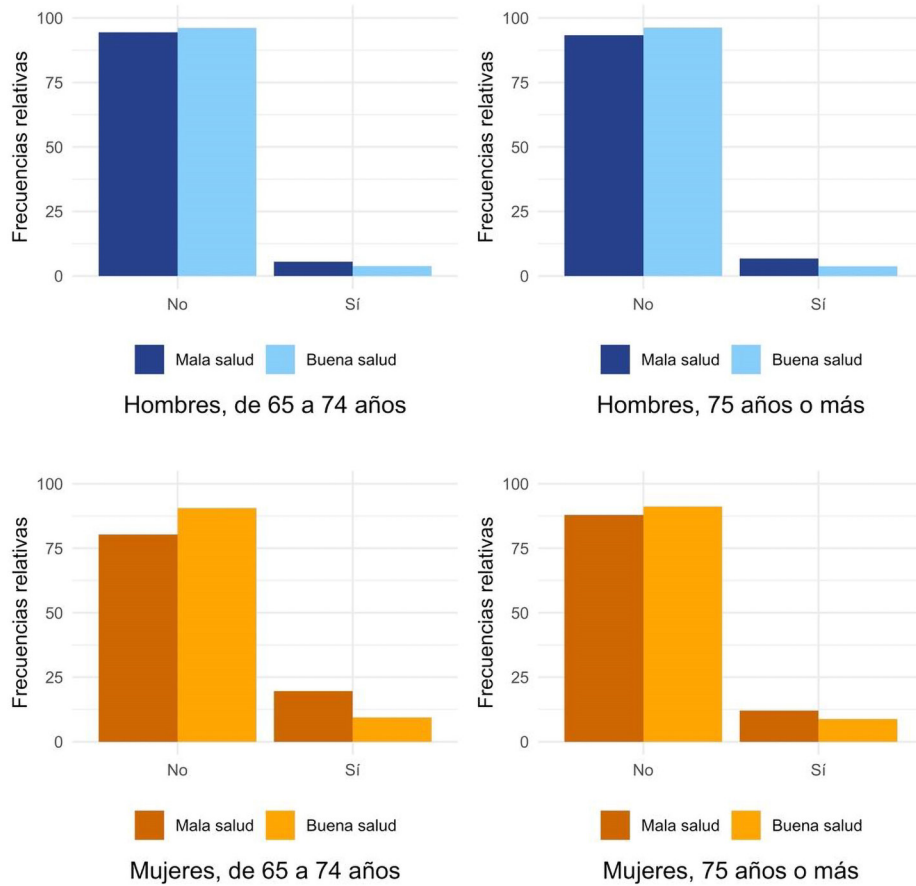 100
75
50
25
0
Frecuencias relativas
No
Sí
Mala salud
Buena salud
Hombres, de 65 a 74 años
100
75
50
25
0
Frecuencias relativas
No
Sí
Mala salud
Buena salud
Hombres, 75 años o más
100
75
50
25
0
Frecuencias relativas
No
Sí
Mala salud
Buena salud
Mujeres, de 65 a 74 años
100
75
50
25
0
Frecuencias relativas
No
Sí
Mala salud
Buena salud
Mujeres, 75 años o más